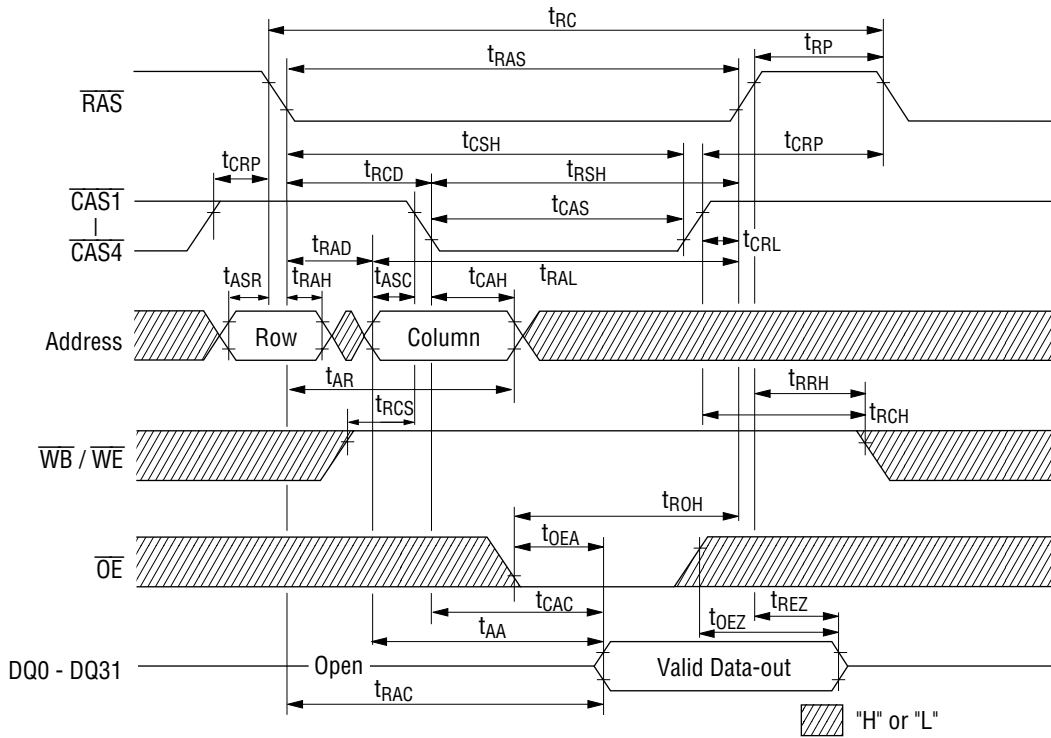 tRC
tRP
tRAS
RAS
tCSH
tCRP
tCRP
tRCD
tRSH
CAS1
tCAS
CAS4
tRAD
tCRL
tRAL
tASR
tRAH
tASC
tCAH
Address
Row
Column
tAR
tRRH
tRCS
tRCH
WB / WE
tROH
tOEA
OE
tCAC
tREZ
tOEZ
tAA
DQ0 - DQ31
Open
Valid Data-out
tRAC
"H" or "L"